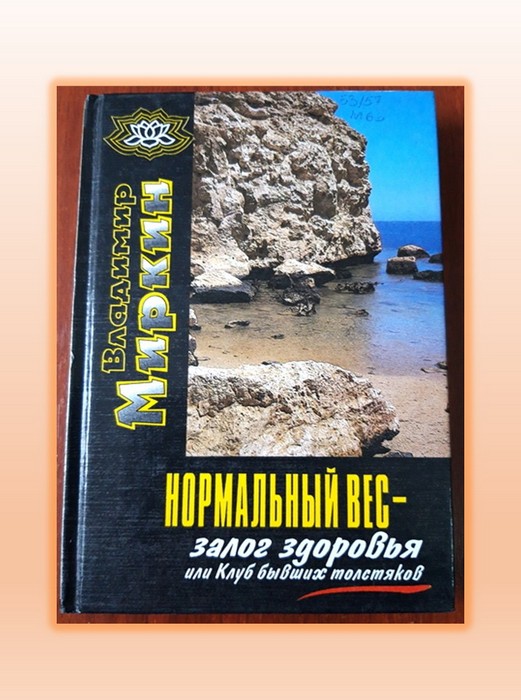 Владимир
Миркин
НОРМАЛЬНЫЙ ВЕС –
залог здоровья
или Клуб бывших толстяков